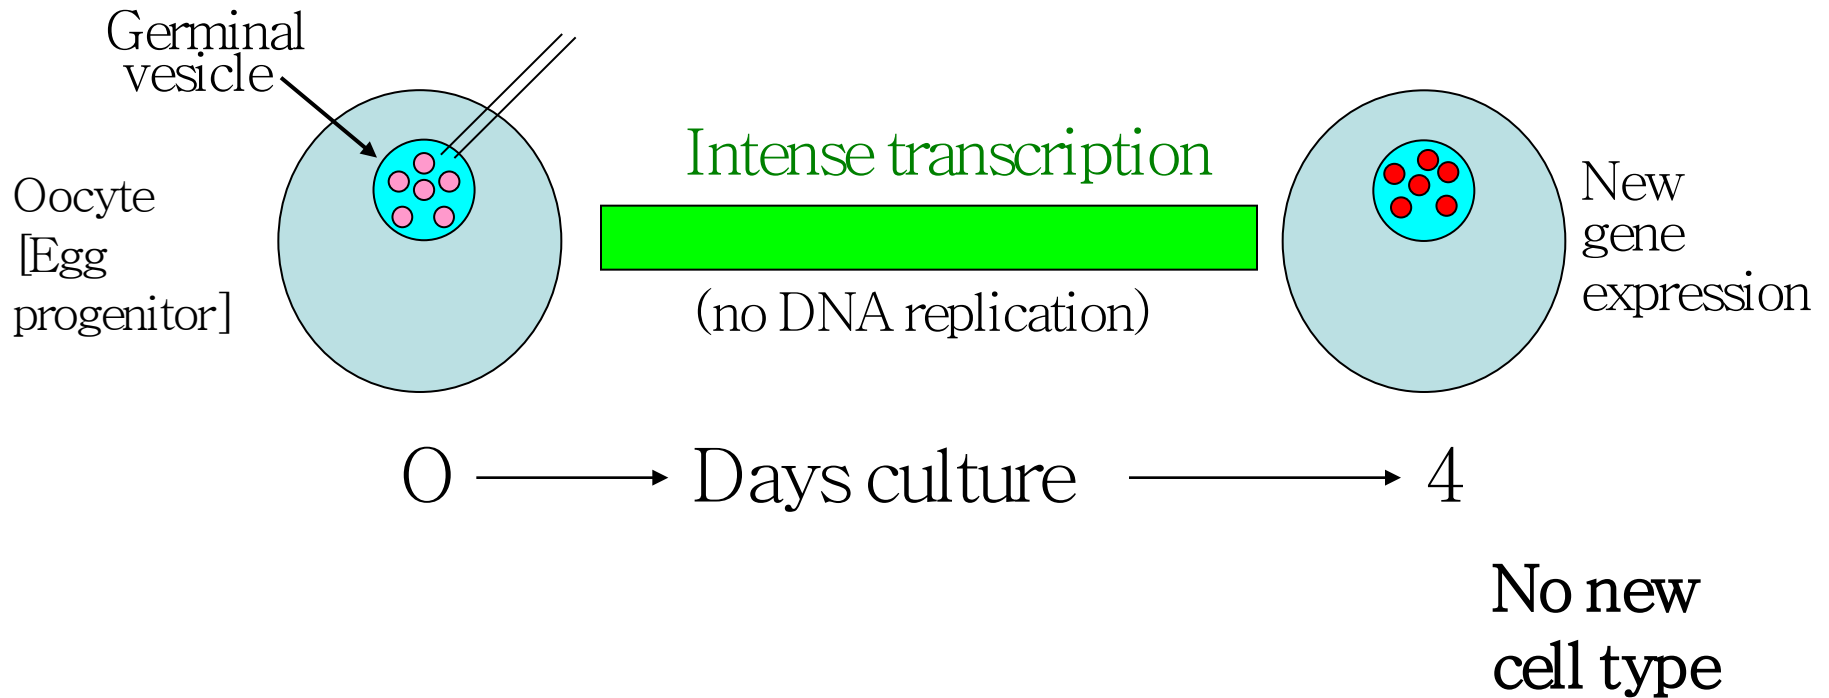 Germinal
vesicle
Oocyte
[Egg
progenitor]
Intense transcription
(no DNA replication)
New
gene
expression
0
Days culture
4
No new
cell type